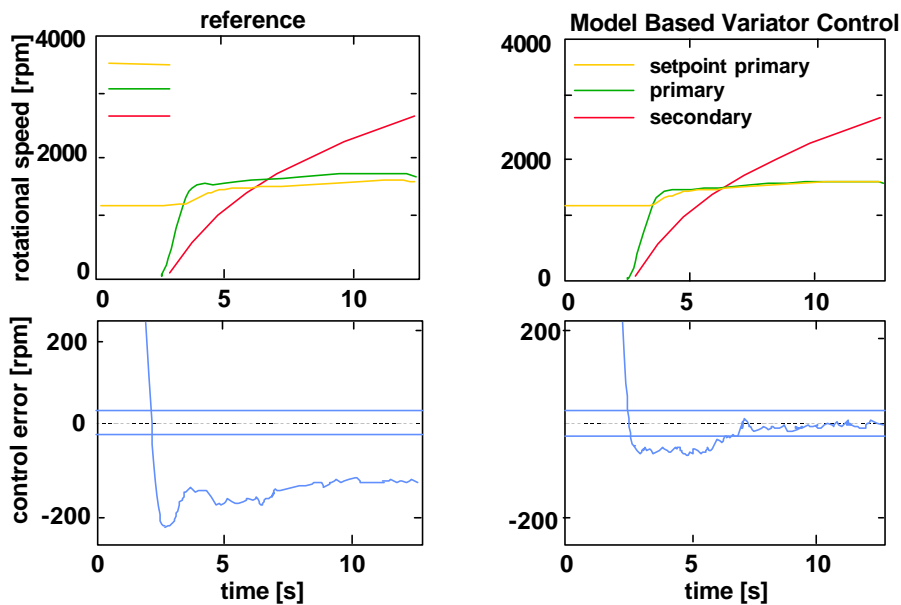 reference
Model Based Variator Control
rotational speed [rpm]
4000
2000
0
0
5
10
4000
2000
0
0
5
10
setpoint primary
primary
secondary
control error [rpm]
200
0
-200
0
5
10
time [s]
200
-200
0
5
10
time [s]